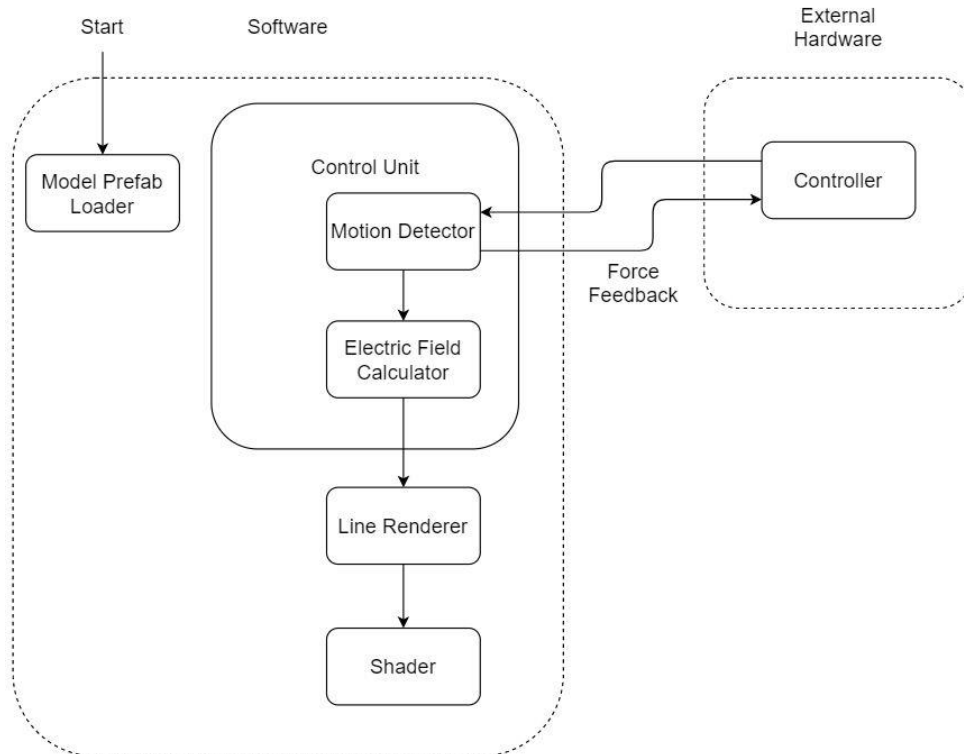 Start
Software
External
Hardware
Model Prefab
Loader
Control Unit
Motion Detector
Controller
Force
Feedback
Electric Field
Calculator
Line Renderer
Shader